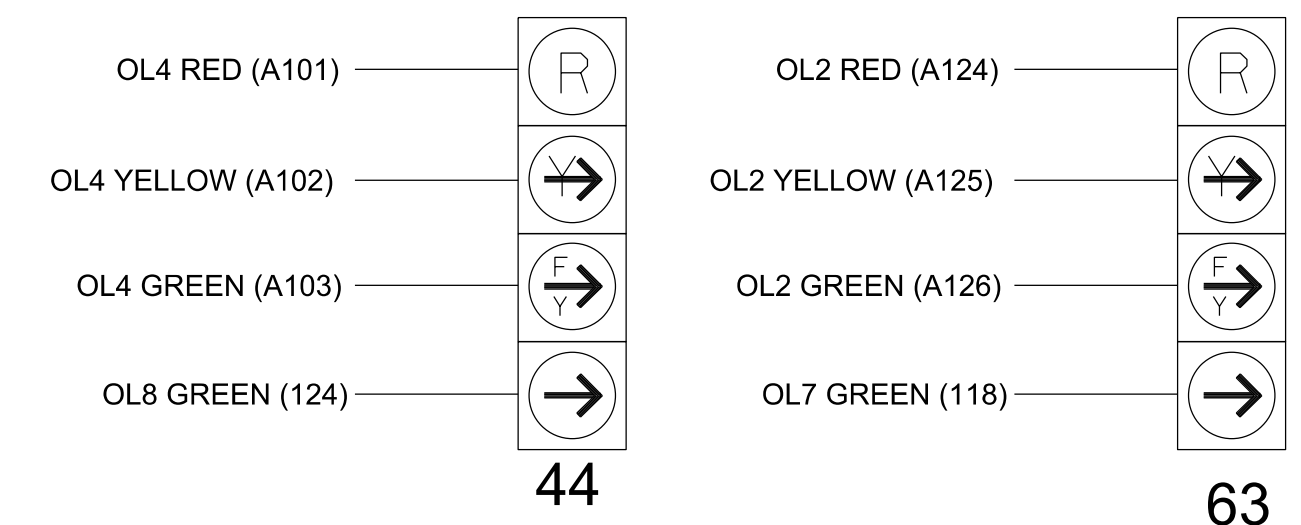 OL4 RED (A101)
R
OL4 YELLOW (A102)
Y
OL4 GREEN (A103)
F
Y
OL8 GREEN (124)
44
OL2 RED (A124)
R
OL2 YELLOW (A125)
Y
OL2 GREEN (A126)
F
Y
OL7 GREEN (118)
63